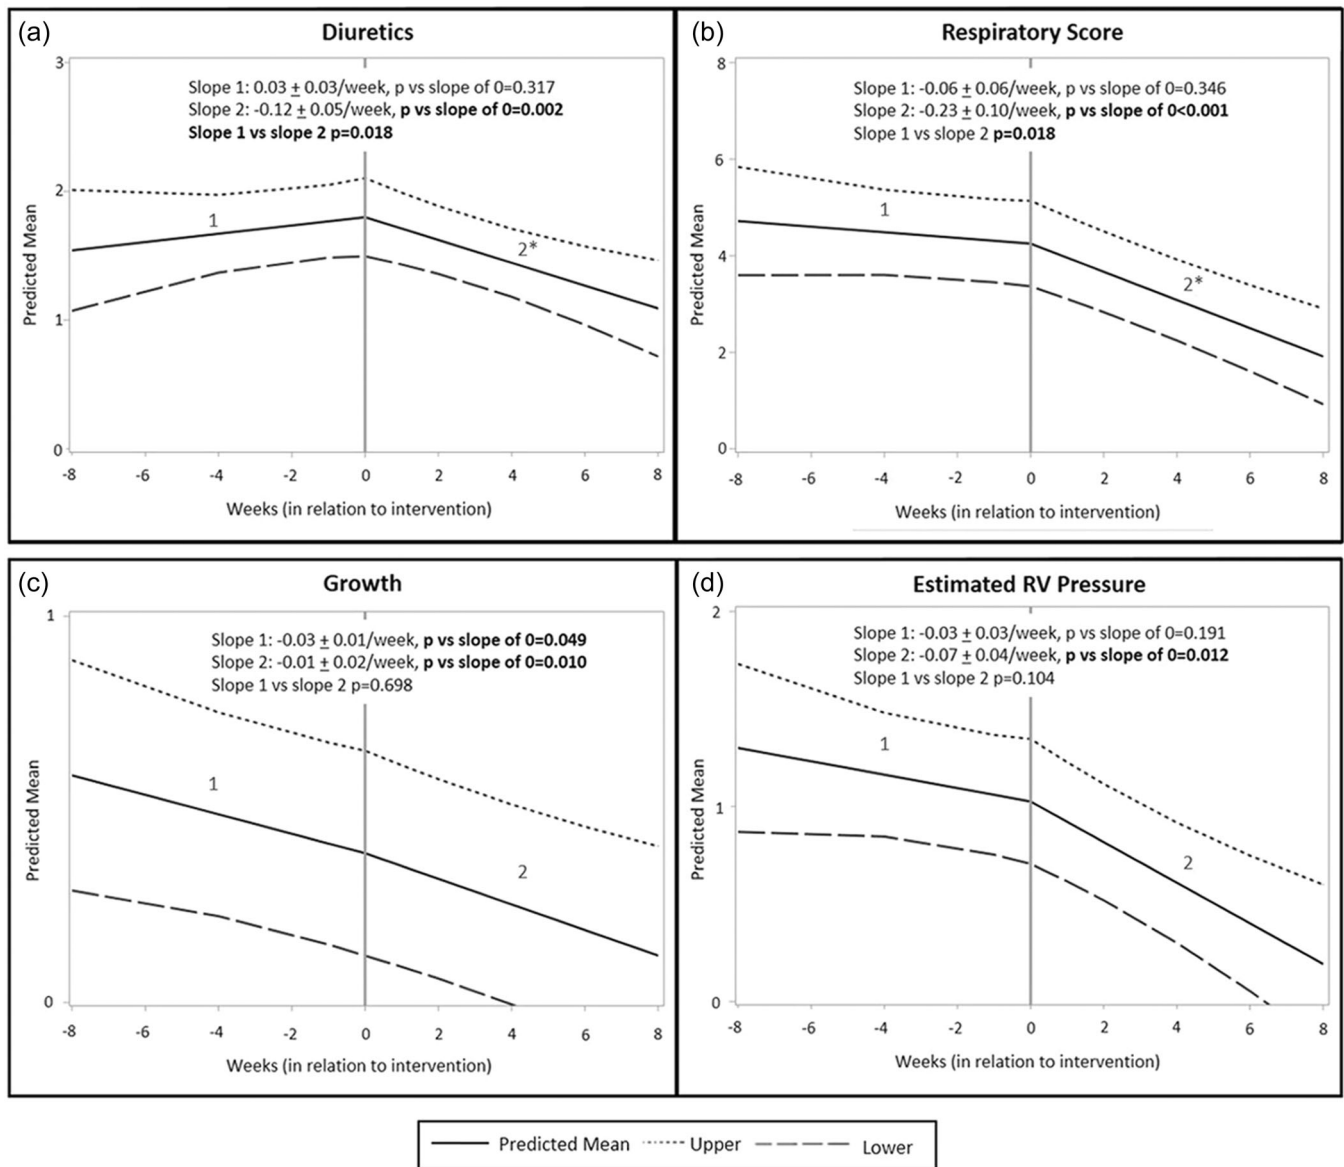 (a)
Diuretics
Slope 1: 0.03 ± 0.03/week, p vs slope of 0=0.317
Slope 2: -0.12 ± 0.05/week, p vs slope of 0=0.002
Slope 1 vs slope 2 p=0.018
3
2
1
0
Predicted Mean
1
2*
-8 -6 -4 -2 0 2 4 6 8
Weeks (in relation to intervention)
(b)
Respiratory Score
Slope 1: -0.06 ± 0.06/week, p vs slope of 0=0.346
Slope 2: -0.23 ± 0.10/week, p vs slope of 0<0.001
Slope 1 vs slope 2 p=0.018
8
6
4
2
0
Predicted Mean
1
2*
-8 -6 -4 -2 0 2 4 6 8
Weeks (in relation to intervention)
(c)
Growth
Slope 1: -0.03 ± 0.01/week, p vs slope of 0=0.049
Slope 2: -0.01 ± 0.02/week, p vs slope of 0=0.010
Slope 1 vs slope 2 p=0.698
1
0
Predicted Mean
1
2
-8 -6 -4 -2 0 2 4 6 8
Weeks (in relation to intervention)
(d)
Estimated RV Pressure
Slope 1: -0.03 ± 0.03/week, p vs slope of 0=0.191
Slope 2: -0.07 ± 0.04/week, p vs slope of 0=0.012
Slope 1 vs slope 2 p=0.104
2
1
0
Predicted Mean
1
2
-8 -6 -4 -2 0 2 4 6 8
Weeks (in relation to intervention)
Predicted Mean Upper Lower